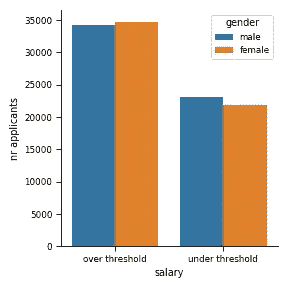 35000
30000
25000
20000
15000
10000
5000
0
nr applicants
gender
male
female
over threshold
under threshold
salary